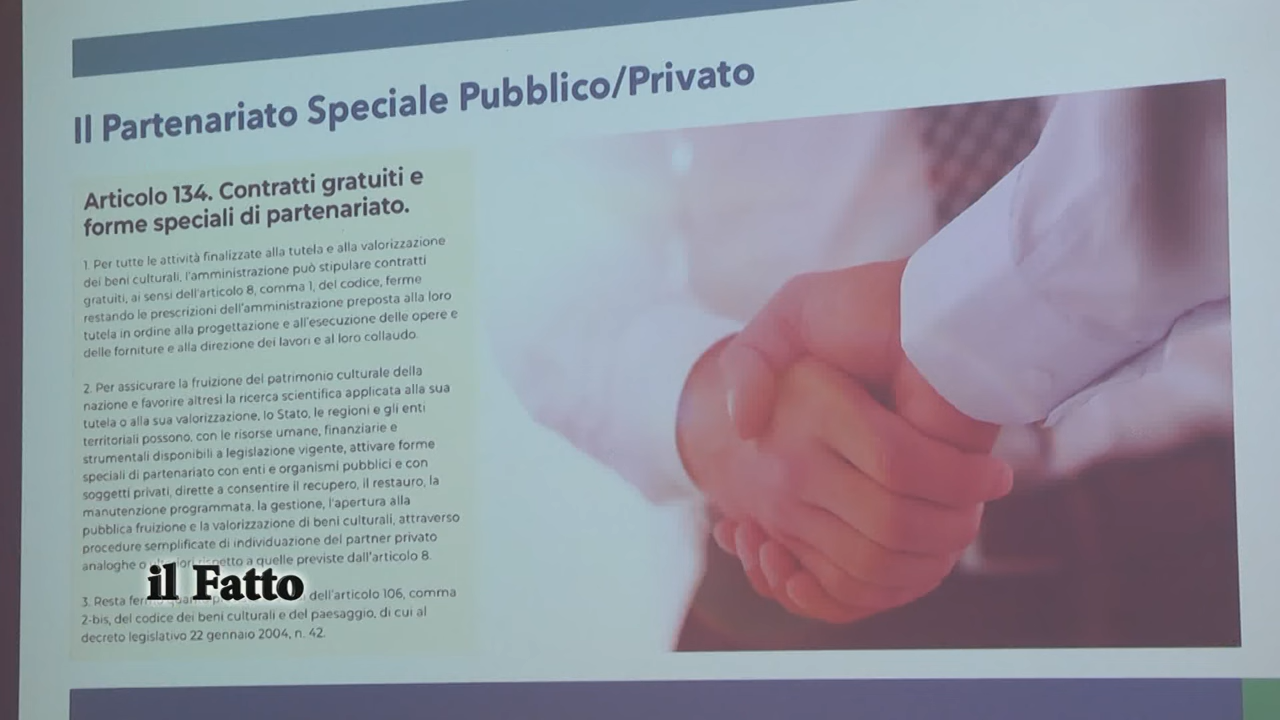 Il Partenariato Speciale Pubblico/Privato
Articolo 134. Contratti gratuiti e
forme speciali di partenariato.
1. Per tutte le attività finalizzate alla tutela e alla valorizzazione
dei beni culturali, l'amministrazione può stipulare contratti
gratuiti, ai sensi dell'articolo 8, comma 1, del codice, ferme
restando le prescrizioni dell'amministrazione preposta alla loro
tutela in ordine alla progettazione e all'esecuzione delle opere e
delle forniture e alla direzione dei lavori e al loro collaudo.
2. Per assicurare la fruizione del patrimonio culturale della
nazione e favorire altresì la ricerca scientifica applicata alla sua
tutela o alla sua valorizzazione, lo Stato, le regioni e gli enti
territoriali possono, con le risorse umane, finanziarie e
strumentali disponibili a legislazione vigente, attivare forme
speciali di partenariato con enti e organismi pubblici e con
soggetti privati, dirette a consentire il recupero, il restauro, la
manutenzione programmata, la gestione, l'apertura alla
pubblica fruizione e la valorizzazione di beni culturali, attraverso
procedure semplificate di individuazione del partner privato
analoghe o a quelle previste dall'articolo 8.
il Fatto
3. Resta dell'articolo 106, comma
2-bis, del codice dei beni culturali e del paesaggio, di cui al
decreto legislativo 22 gennaio 2004, n. 42.